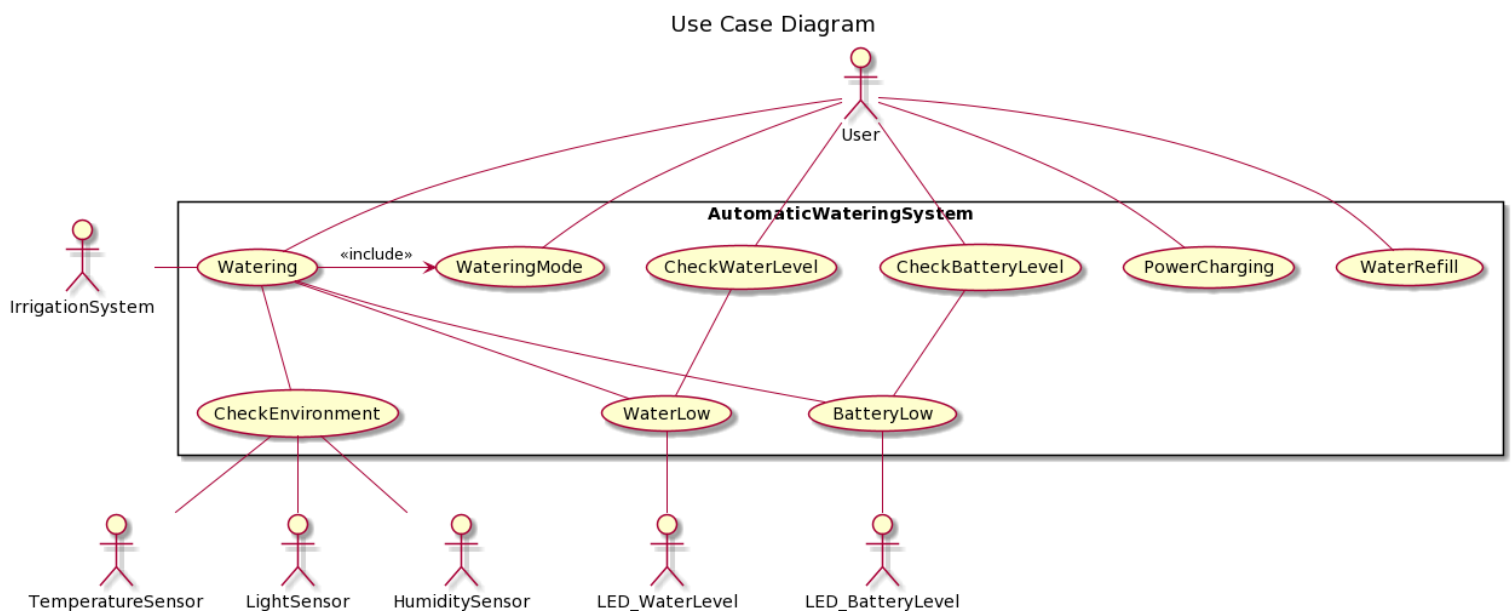 Use Case Diagram
User
AutomaticWateringSystem
IrrigationSystem
Watering
«include»
WateringMode
CheckWaterLevel
CheckBatteryLevel
PowerCharging
WaterRefill
CheckEnvironment
WaterLow
BatteryLow
TemperatureSensor
LightSensor
HumiditySensor
LED_WaterLevel
LED_BatteryLevel